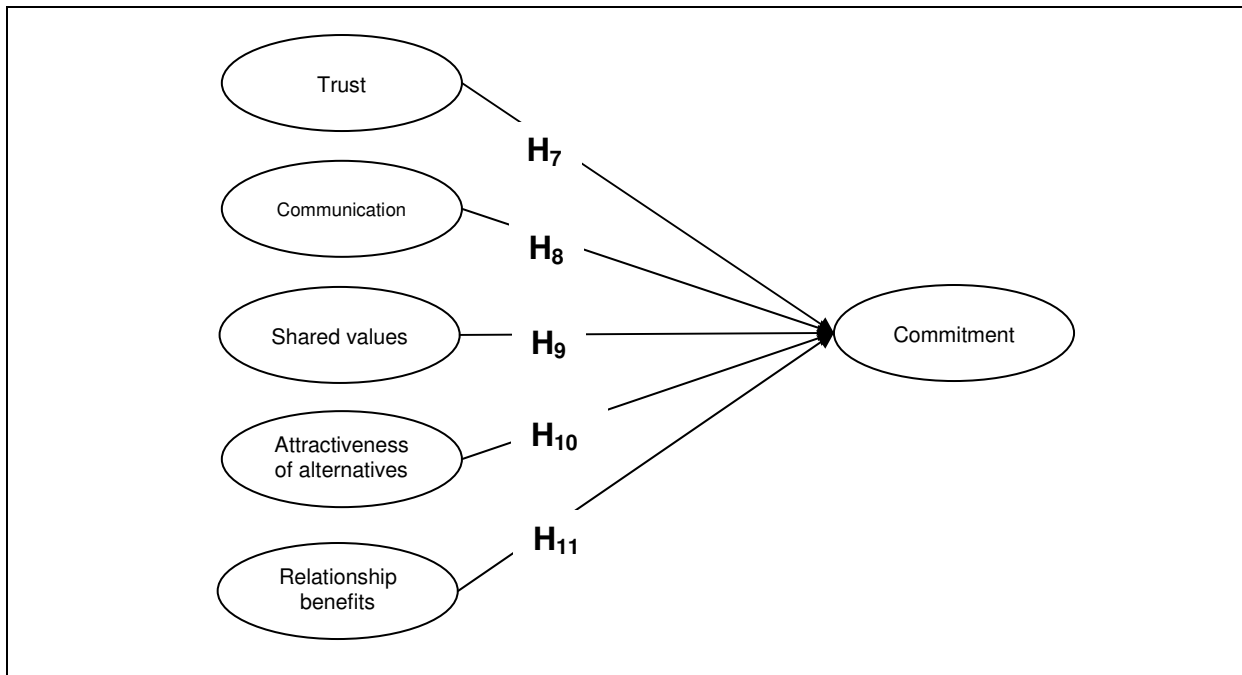 Trust
H₇
Communication
H₈
Shared values
H₉
Commitment
Attractiveness
of alternatives
H₁₀
Relationship
benefits
H₁₁